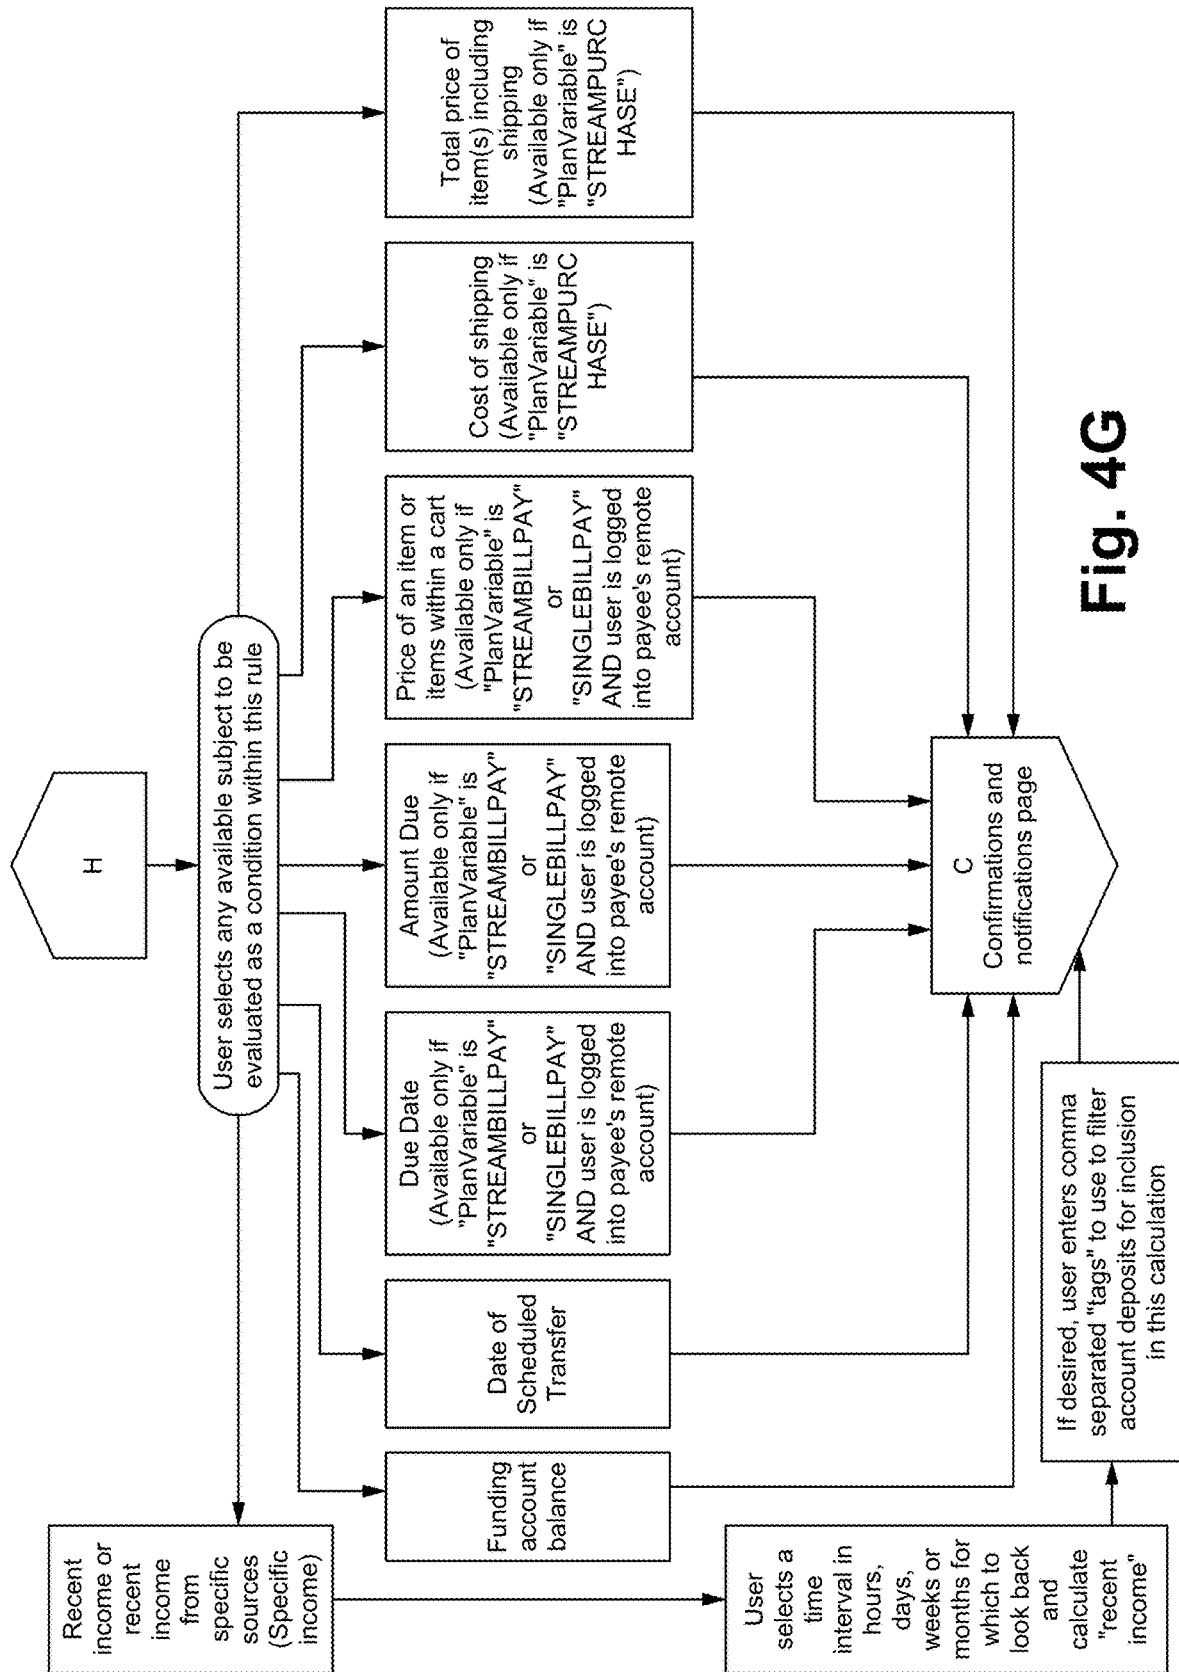 H
User selects any available subject to be
evaluated as a condition within this rule
Recent
income or
recent
income
from
specific
sources
(Specific
income)
Funding
account
balance
Date of
Scheduled
Transfer
Due Date
(Available only if
"PlanVariable" is
"STREAMBILLPAY"
or
"SINGLEBILLPAY"
AND user is logged
into payee's remote
account)
Amount Due
(Available only if
"PlanVariable" is
"STREAMBILLPAY"
or
"SINGLEBILLPAY"
AND user is logged
into payee's remote
account)
Price of an item or
items within a cart
(Available only if
"PlanVariable" is
"STREAMBILLPAY"
or
"SINGLEBILLPAY"
AND user is logged
into payee's remote
account)
Cost of shipping
(Available only if
"PlanVariable" is
"STREAMPURC
HASE")
Total price of
item(s) including
shipping
(Available only if
"PlanVariable" is
"STREAMPURC
HASE")
User
selects a
time
interval in
hours,
days,
weeks or
months for
which to
look back
and
calculate
"recent
income"
If desired, user enters comma
separated "tags" to use to filter
account deposits for inclusion
in this calculation
C
Confirmations and
notifications page
Fig. 4G